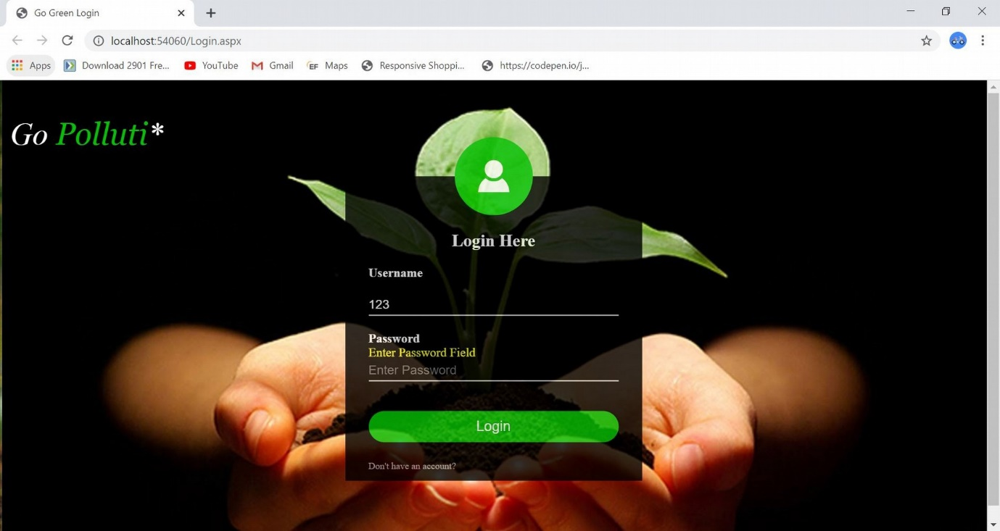 Go Green Login
localhost:54060/Login.aspx
Apps Download 2901 Fre... YouTube Gmail EF Maps Responsive Shoppi... https://codepen.io/j...
Go Polluti*
Login Here
Username
123
Password
Enter Password Field
Enter Password
Login
Don't have an account?